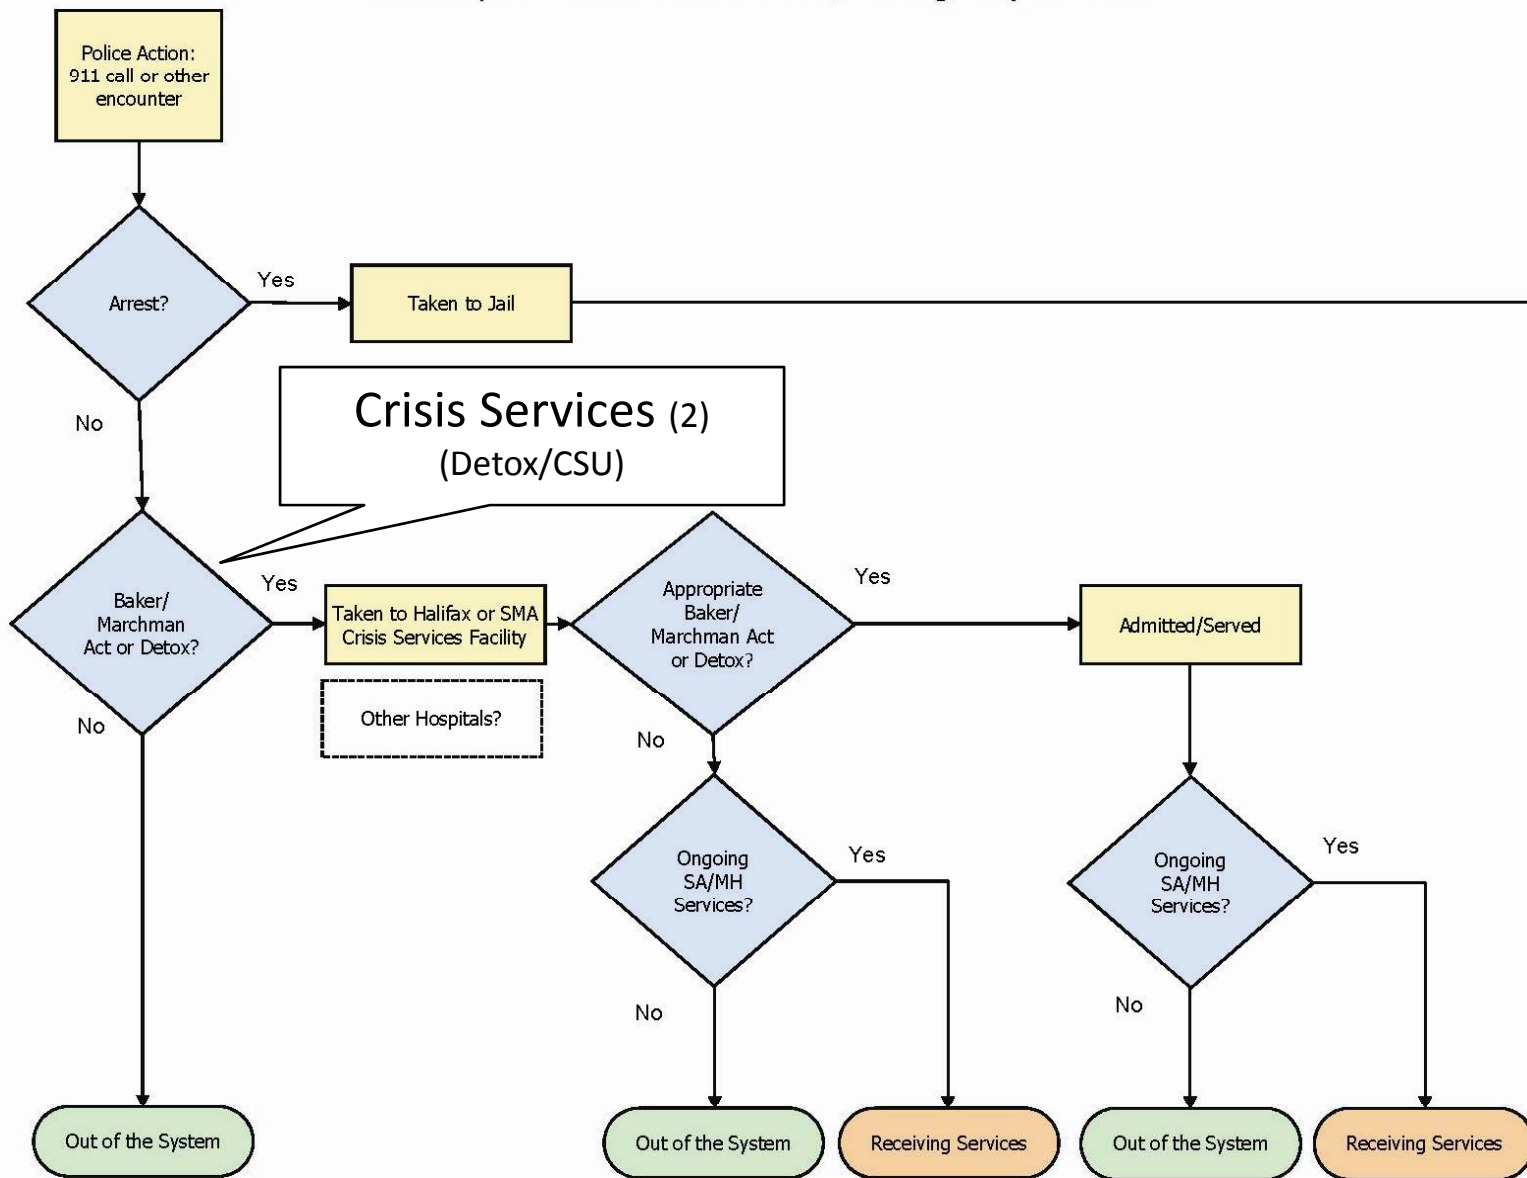 Police Action:
911 call or other
encounter
Arrest?
Yes
Taken to Jail
No
Crisis Services (2)
(Detox/CSU)
Baker/
Marchman
Act or Detox?
Yes
Taken to Halifax or SMA
Crisis Services Facility
Other Hospitals?
No
Appropriate
Baker/
Marchman Act
or Detox?
Yes
Admitted/Served
No
Ongoing
SA/MH
Services?
Yes
No
Ongoing
SA/MH
Services?
Yes
No
Out of the System
Out of the System
Receiving Services
Out of the System
Receiving Services